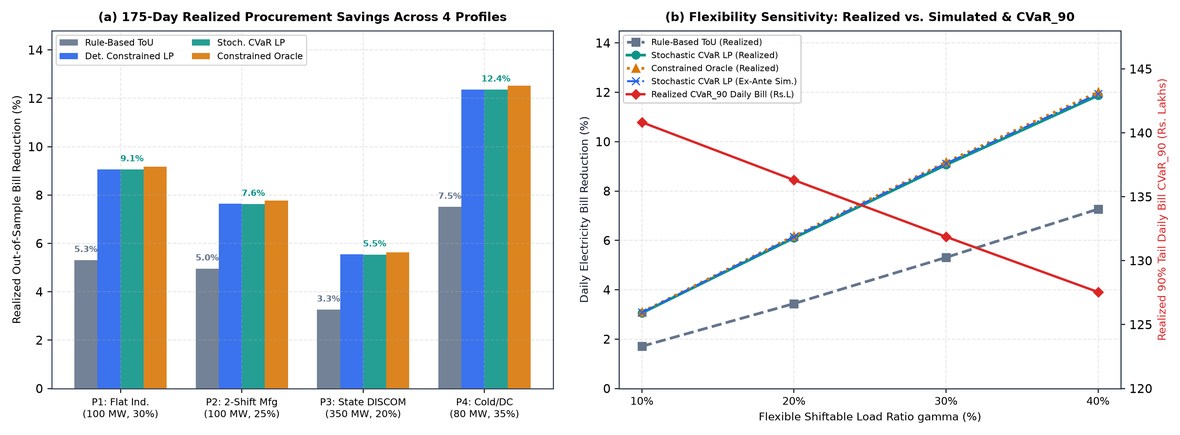 (a) 175-Day Realized Procurement Savings Across 4 Profiles
Realized Out-of-Sample Bill Reduction (%)
14
12
10
8
6
4
2
0
Rule-Based ToU
Det. Constrained LP
Stoch. CVaR LP
Constrained Oracle
5.3%
9.1%
5.0%
7.6%
3.3%
5.5%
7.5%
12.4%
P1: Flat Ind.
(100 MW, 30%)
P2: 2-Shift Mfg
(100 MW, 25%)
P3: State DISCOM
(350 MW, 20%)
P4: Cold/DC
(80 MW, 35%)
(b) Flexibility Sensitivity: Realized vs. Simulated & CVaR_90
Daily Electricity Bill Reduction (%)
14
12
10
8
6
4
2
0
Rule-Based ToU (Realized)
Stochastic CVaR LP (Realized)
Constrained Oracle (Realized)
Stochastic CVaR LP (Ex-Ante Sim.)
Realized CVaR_90 Daily Bill (Rs.L)
10%
20%
30%
40%
Flexible Shiftable Load Ratio gamma (%)
145
140
135
130
125
120
Realized 90% Tail Daily Bill CVaR_90 (Rs. Lakhs)